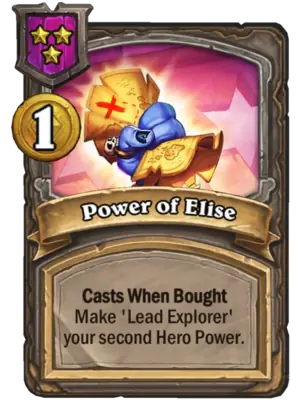 1
Power of Elise
Casts When Bought
Make 'Lead Explorer'
your second Hero Power.